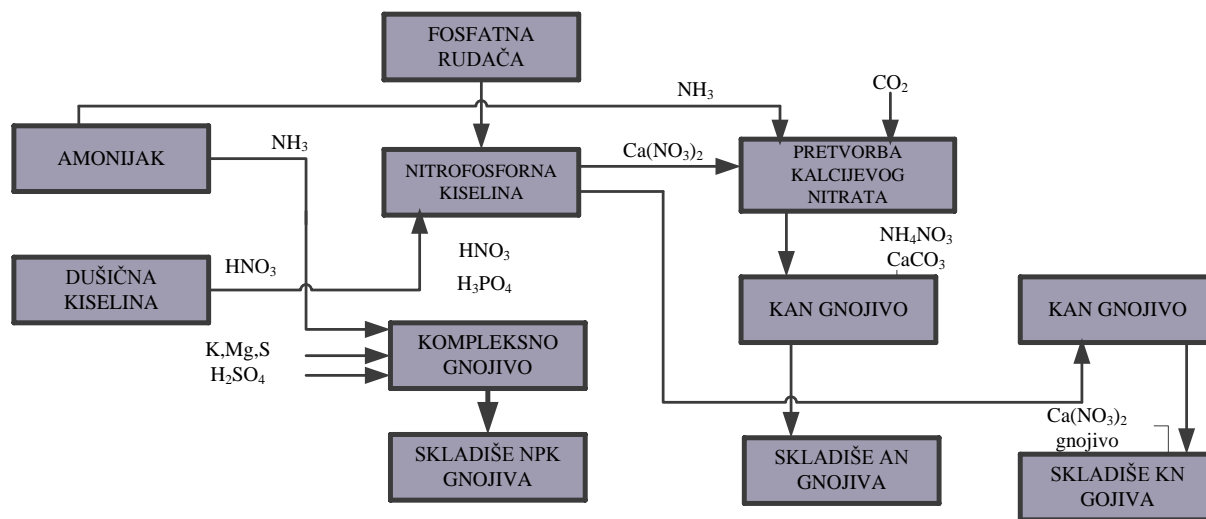 FOSFATNA
RUDAČA
NH₃
CO₂
AMONIJAK
NH₃
NITROFOSFORNA
KISELINA
Ca(NO₃)₂
PRETVORBA
KALCIJEVOG
NITRATA
DUŠIČNA
KISELINA
HNO₃
HNO₃
H₃PO₄
NH₄NO₃
CaCO₃
KAN GNOJIVO
KAN GNOJIVO
K,Mg,S
H₂SO₄
KOMPLEKSNO
GNOJIVO
SKLADIŠE NPK
GNOJIVA
SKLADIŠE AN
GNOJIVA
Ca(NO₃)₂
gnojivo
SKLADIŠE KN
GOJIVA